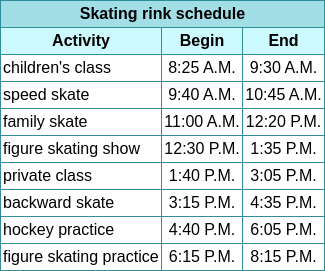 Skating rink schedule
Activity Begin End
children's class 8:25 A.M. 9:30 A.M.
speed skate 9:40 A.M. 10:45 A.M.
family skate 11:00 A.M. 12:20 P.M.
figure skating show 12:30 P.M. 1:35 P.M.
private class 1:40 P.M. 3:05 P.M.
backward skate 3:15 P.M. 4:35 P.M.
hockey practice 4:40 P.M. 6:05 P.M.
figure skating practice 6:15 P.M. 8:15 P.M.